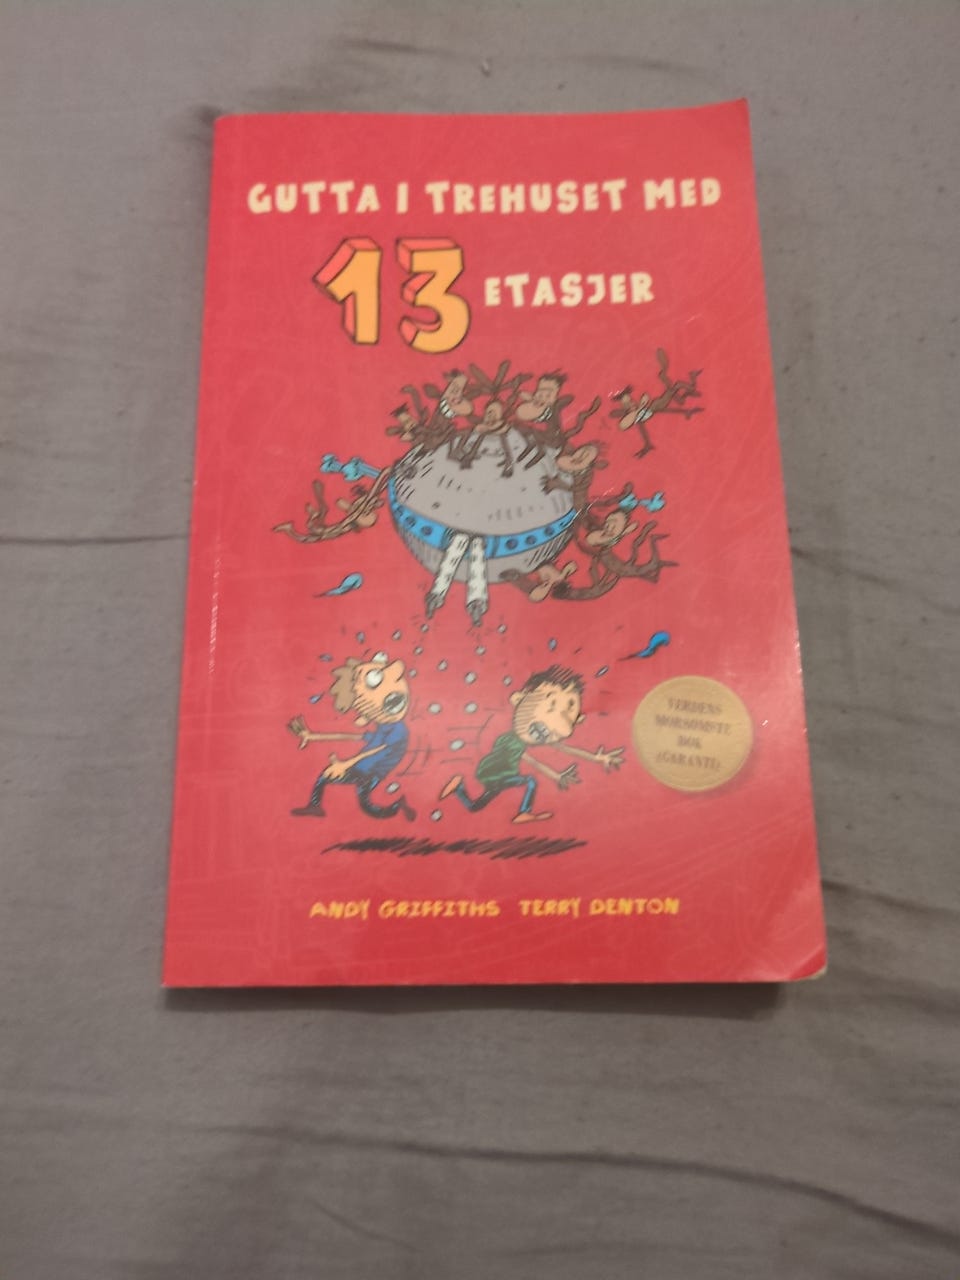 GUTTA I TREHUSET MED
13 ETASJER
VERDENS
MORSOMSTE
BOK
(GARANTI)
ANDY GRIFFITHS TERRY DENTON